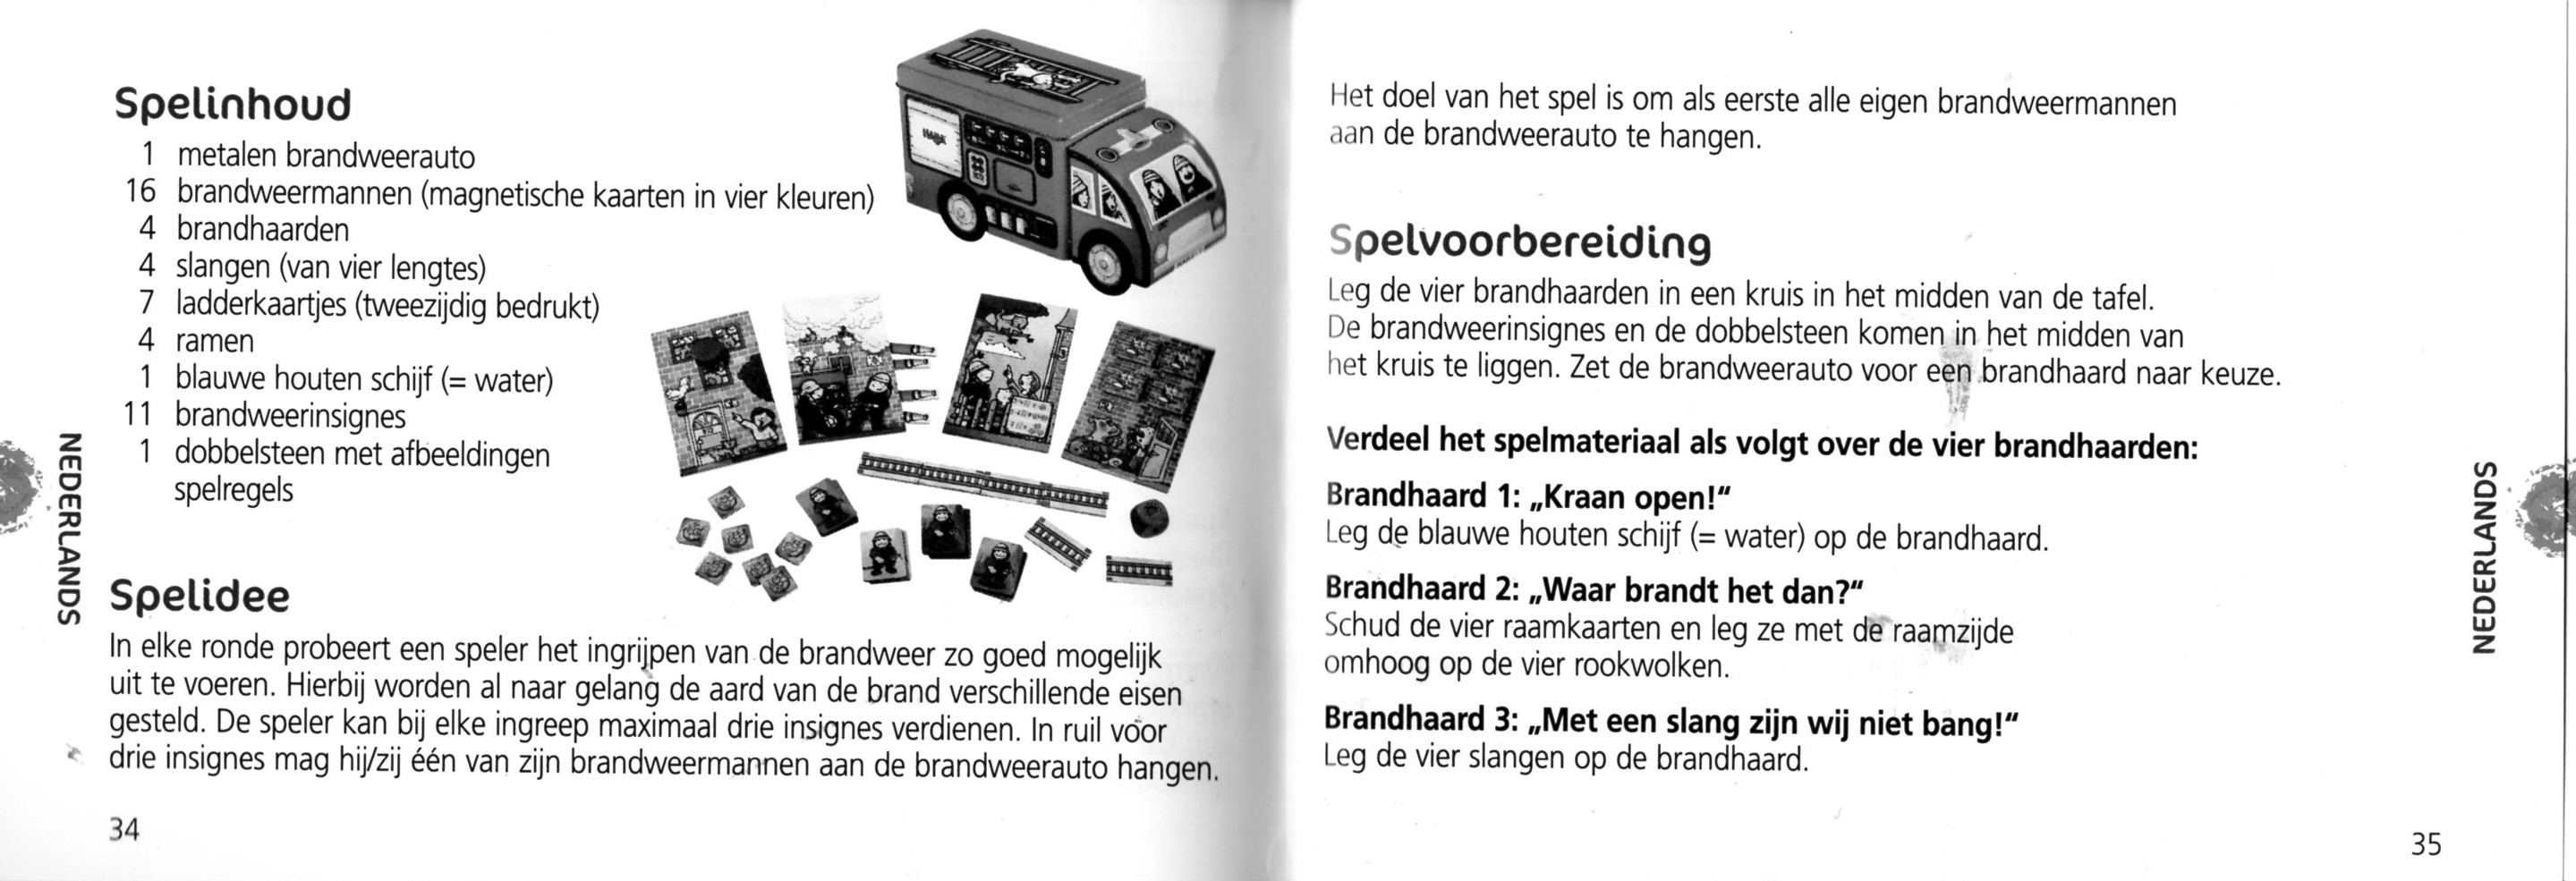 Spelinhoud
1 metalen brandweerauto
16 brandweermannen (magnetische kaarten in vier kleuren)
4 brandhaarden
4 slangen (van vier lengtes)
7 ladderkaartjes (tweezijdig bedrukt)
4 ramen
1 blauwe houten schijf (= water)
11 brandweerinsignes
1 dobbelsteen met afbeeldingen
spelregels
HABA
NEDERLANDS
Spelidee
In elke ronde probeert een speler het ingrijpen van de brandweer zo goed mogelijk
uit te voeren. Hierbij worden al naar gelang de aard van de brand verschillende eisen
gesteld. De speler kan bij elke ingreep maximaal drie insignes verdienen. In ruil voor
drie insignes mag hij/zij één van zijn brandweermannen aan de brandweerauto hangen.
34
Het doel van het spel is om als eerste alle eigen brandweermannen
aan de brandweerauto te hangen.
Spelvoorbereiding
Leg de vier brandhaarden in een kruis in het midden van de tafel.
De brandweerinsignes en de dobbelsteen komen in het midden van
het kruis te liggen. Zet de brandweerauto voor een brandhaard naar keuze.
Verdeel het spelmateriaal als volgt over de vier brandhaarden:
Brandhaard 1: „Kraan open!“
Leg de blauwe houten schijf (= water) op de brandhaard.
Brandhaard 2: „Waar brandt het dan?“
Schud de vier raamkaarten en leg ze met de raamzijde
omhoog op de vier rookwolken.
Brandhaard 3: „Met een slang zijn wij niet bang!“
Leg de vier slangen op de brandhaard.
NEDERLANDS
35